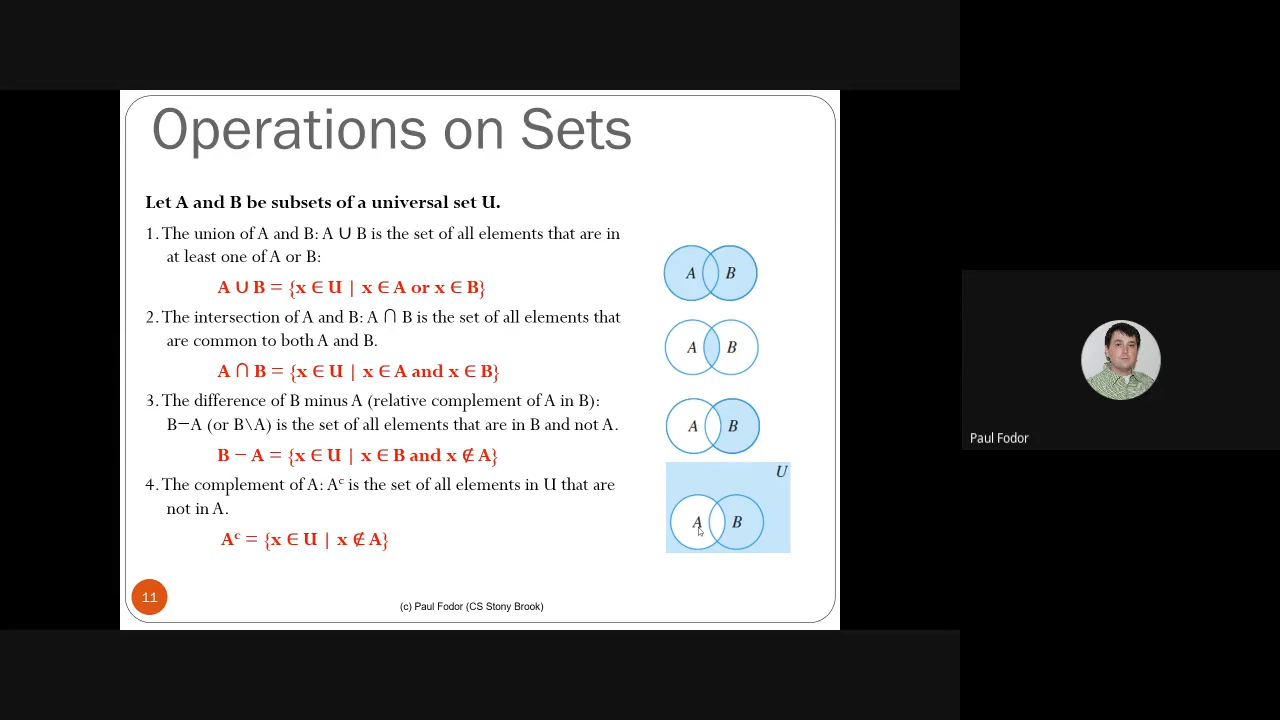 Operations on Sets
Let A and B be subsets of a universal set U.
1. The union of A and B: A ∪ B is the set of all elements that are in
at least one of A or B:
A ∪ B = {x ∈ U | x ∈ A or x ∈ B}
A B
2. The intersection of A and B: A ∩ B is the set of all elements that
are common to both A and B.
A ∩ B = {x ∈ U | x ∈ A and x ∈ B}
A B
3. The difference of B minus A (relative complement of A in B):
B−A (or B\A) is the set of all elements that are in B and not A.
B − A = {x ∈ U | x ∈ B and x ∉ A}
A B
4. The complement of A: Aᶜ is the set of all elements in U that are
not in A.
Aᶜ = {x ∈ U | x ∉ A}
U
A B
11
(c) Paul Fodor (CS Stony Brook)
Paul Fodor